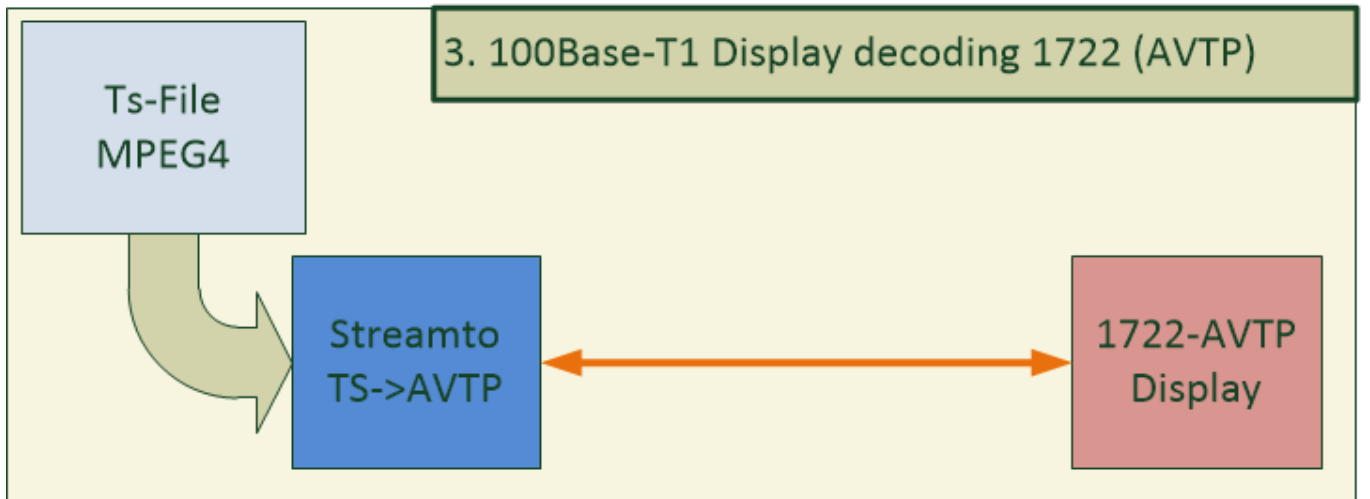 3. 100Base-T1 Display decoding 1722 (AVTP)
Ts-File
MPEG4
Streamto
TS->AVTP
1722-AVTP
Display